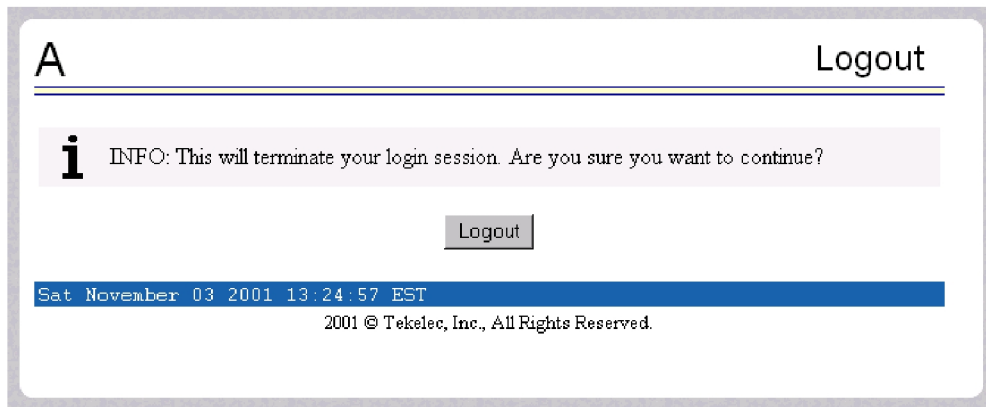 A Logout
i INFO: This will terminate your login session. Are you sure you want to continue?
Logout
Sat November 03 2001 13:24:57 EST
2001 © Tekelec, Inc., All Rights Reserved.